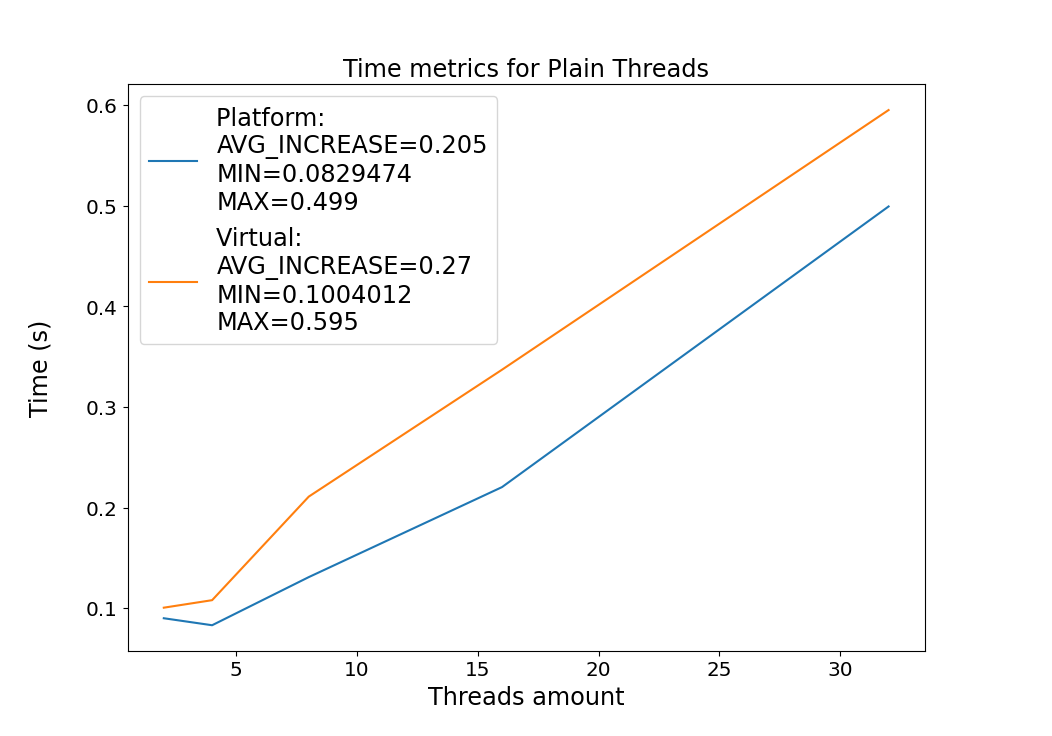 Time metrics for Plain Threads
Platform:
AVG_INCREASE=0.205
MIN=0.0829474
MAX=0.499
Virtual:
AVG_INCREASE=0.27
MIN=0.1004012
MAX=0.595
Time (s)
0.6
0.5
0.4
0.3
0.2
0.1
5 10 15 20 25 30
Threads amount